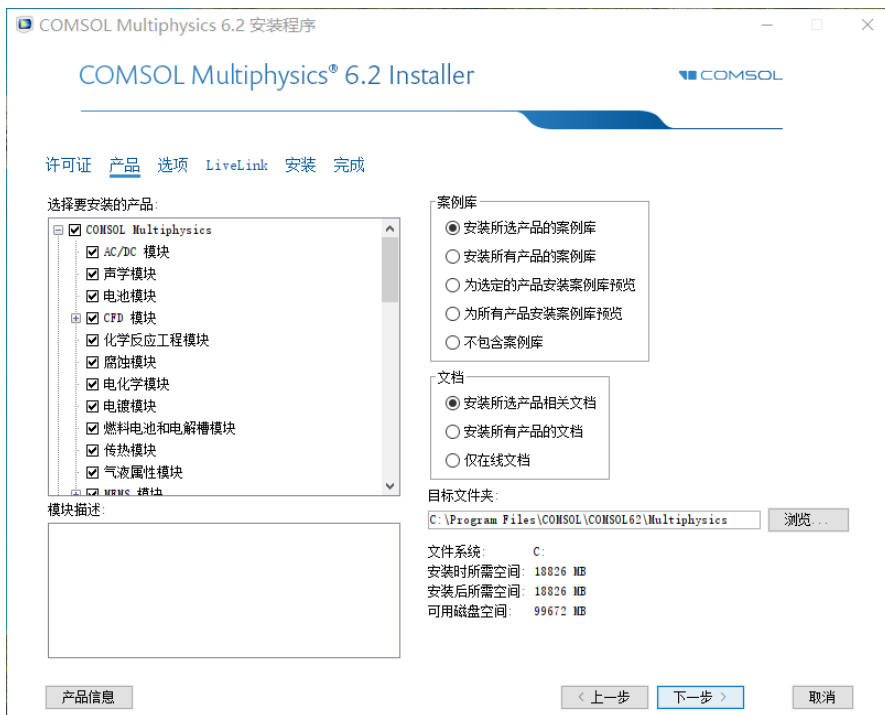 COMSOL Multiphysics 6.2 安装程序
COMSOL Multiphysics® 6.2 Installer
COMSOL
许可证 产品 选项 LiveLink 安装 完成
选择要安装的产品:
COMSOL Multiphysics
AC/DC 模块
声学模块
电池模块
CFD 模块
化学反应工程模块
腐蚀模块
电化学模块
电镀模块
燃料电池和电解槽模块
传热模块
气液属性模块
MEMS 模块
模块描述:
案例库
安装所选产品的案例库
安装所有产品的案例库
为选定的产品安装案例库预览
为所有产品安装案例库预览
不包含案例库
文档
安装所选产品相关文档
安装所有产品的文档
仅在线文档
目标文件夹:
C:\Program Files\COMSOL\COMSOL62\Multiphysics
浏览...
文件系统: C:
安装时所需空间: 18826 MB
安装后所需空间: 18826 MB
可用磁盘空间: 99672 MB
产品信息
< 上一步
下一步 >
取消